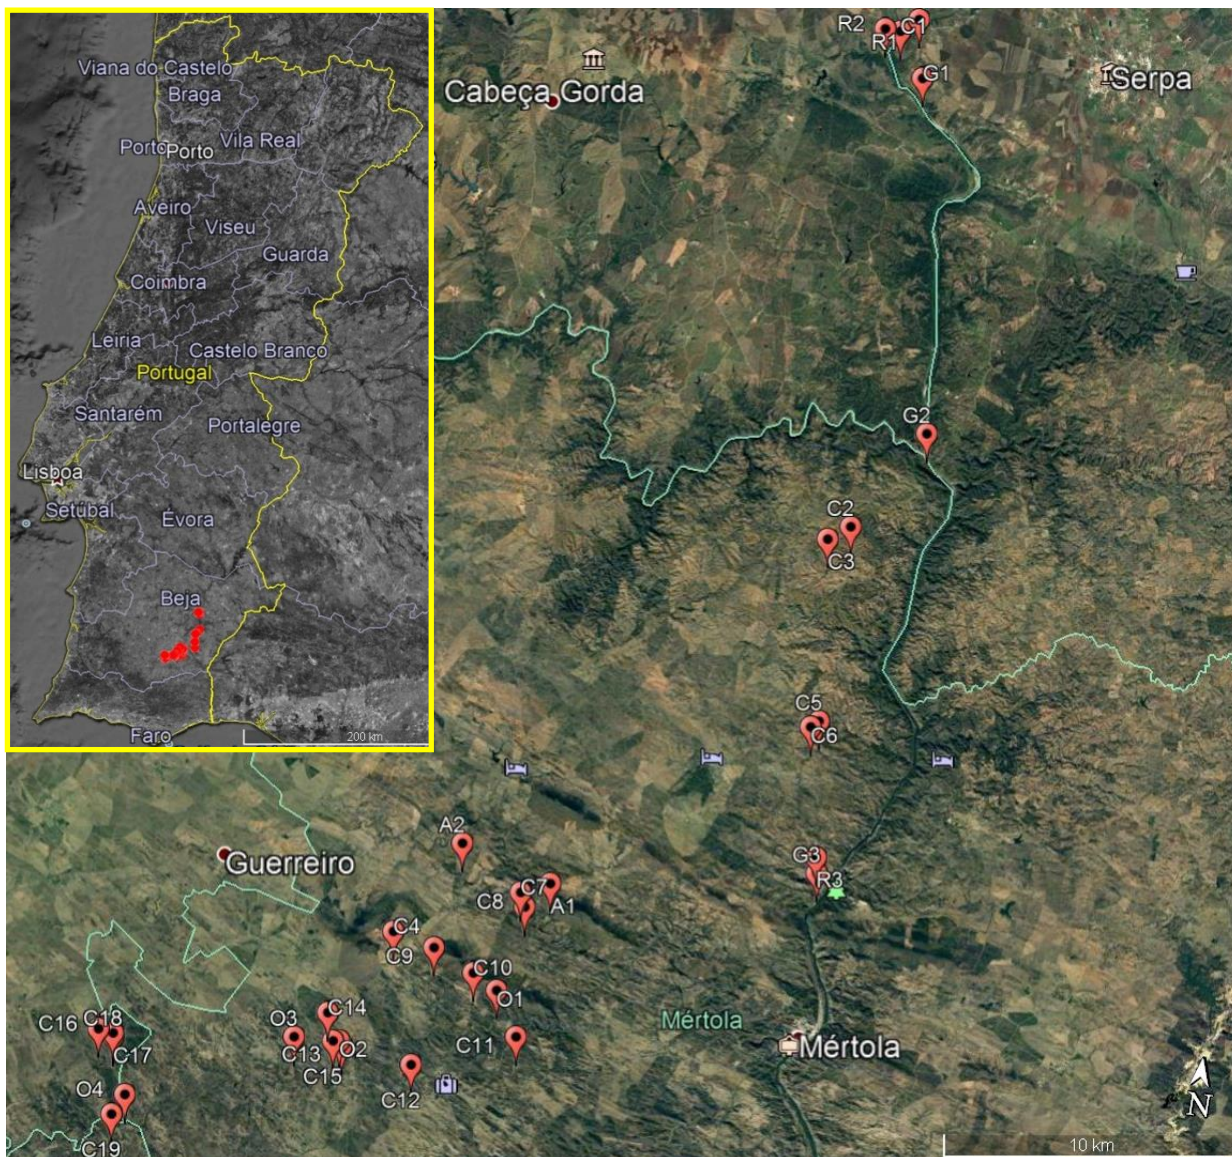 Viana do Castelo
Braga
Vila Real
Porto
Porto
Aveiro
Viseu
Guarda
Coimbra
Leiria
Castelo Branco
Portugal
Santarém
Portalegre
Lisboa
Setúbal
Évora
Beja
Faro
200 km
R2
C1
R1
G1
Cabeça Gorda
Serpa
G2
C2
C3
C5
C6
A2
G3
R3
Guerreiro
C7
C8
A1
C4
C9
C10
O1
C14
C16
C18
C17
O3
C13
O2
C15
C11
C12
Mértola
Mértola
O4
C19
N
10 km